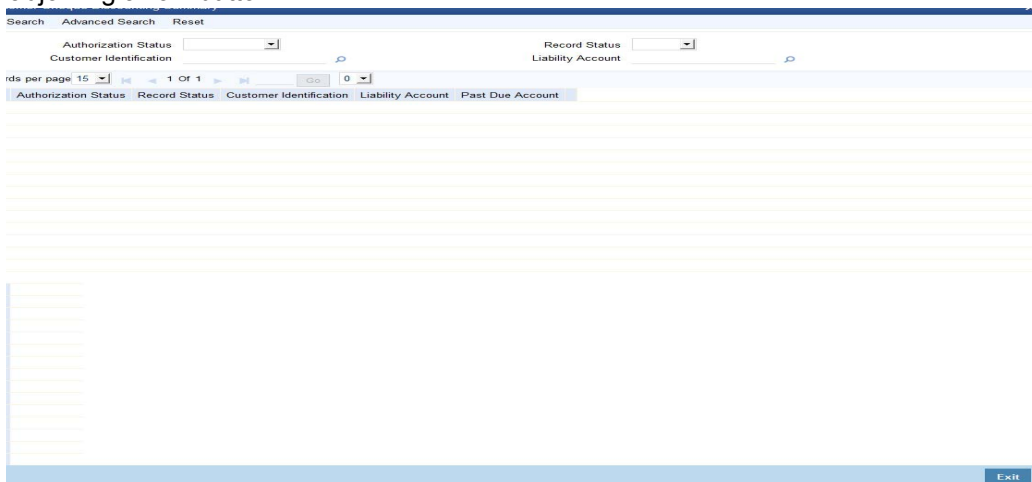 Search Advanced Search Reset
Authorization Status Record Status
Customer Identification Liability Account
per page 15 1 Of 1 Go 0
Authorization Status Record Status Customer Identification Liability Account Past Due Account
Exit